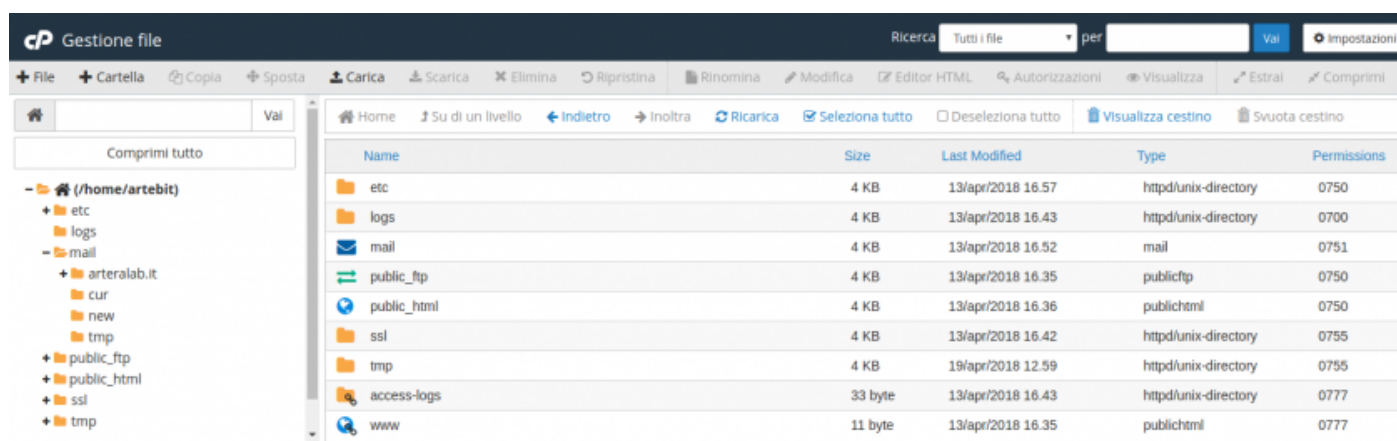 cP Gestione file Ricerca Tutti i file per Vai Impostazioni
File Cartella Copia Sposta Carica Scarica Elimina Ripristina Rinomina Modifica Editor HTML Autorizzazioni Visualizza Estrai Comprimi
Vai
Comprimi tutto
(/home/artebit)
etc
logs
mail
arteralab.it
cur
new
tmp
public_ftp
public_html
ssl
tmp
Home Su di un livello Indietro Inoltra Ricarica Seleziona tutto Deseleziona tutto Visualizza cestino Svuota cestino
Name Size Last Modified Type Permissions
etc 4 KB 13/apr/2018 16.57 httpd/unix-directory 0750
logs 4 KB 13/apr/2018 16.43 httpd/unix-directory 0700
mail 4 KB 13/apr/2018 16.52 mail 0751
public_ftp 4 KB 13/apr/2018 16.35 publicftp 0750
public_html 4 KB 13/apr/2018 16.36 publichtml 0750
ssl 4 KB 13/apr/2018 16.42 httpd/unix-directory 0755
tmp 4 KB 19/apr/2018 12.59 httpd/unix-directory 0755
access-logs 33 byte 13/apr/2018 16.43 httpd/unix-directory 0777
www 11 byte 13/apr/2018 16.35 publichtml 0777